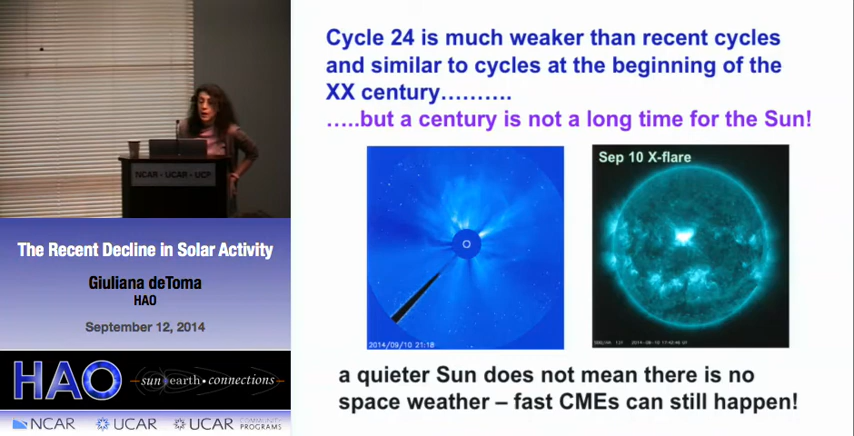 NCAR - UCAR - UCP
The Recent Decline in Solar Activity
Giuliana deToma
HAO
September 12, 2014
HAO
sun earth • connections
NCAR
UCAR
UCAR
COMMUNITY
PROGRAMS
Cycle 24 is much weaker than recent cycles
and similar to cycles at the beginning of the
XX century……….
…..but a century is not a long time for the Sun!
2014/09/10 21:18
Sep 10 X-flare
a quieter Sun does not mean there is no
space weather – fast CMEs can still happen!